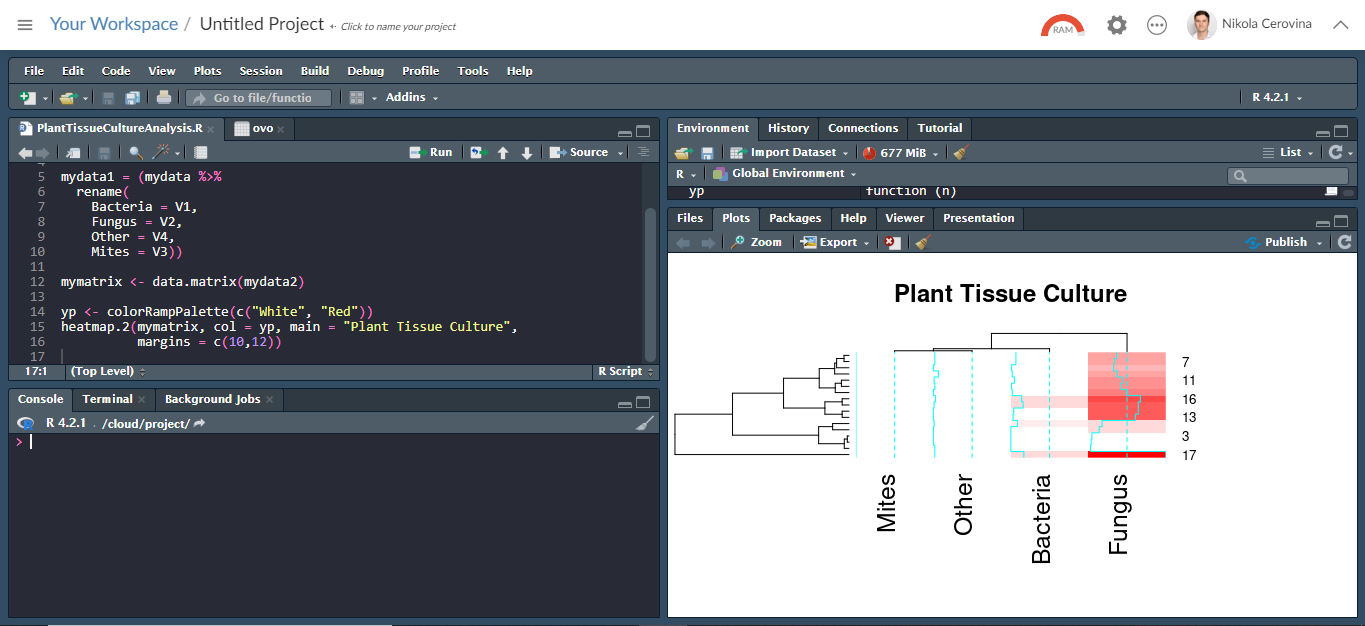 Your Workspace / Untitled Project ← Click to name your project
RAM
Nikola Cerovina
File Edit Code View Plots Session Build Debug Profile Tools Help
Go to file/functio
Addins
R 4.2.1
PlantTissueCultureAnalysis.R
ovo
Run
Source
5 mydata1 = (mydata %>%
6 rename(
7 Bacteria = V1,
8 Fungus = V2,
9 Other = V4,
10 Mites = V3))
11
12 mymatrix <- data.matrix(mydata2)
13
14 yp <- colorRampPalette(c("White", "Red"))
15 heatmap.2(mymatrix, col = yp, main = "Plant Tissue Culture",
16 margins = c(10,12))
17
17:1 (Top Level) R Script
Console Terminal Background Jobs
R 4.2.1 . /cloud/project/
>
Environment History Connections Tutorial
Import Dataset 677 MiB List
R Global Environment
yp function (n)
Files Plots Packages Help Viewer Presentation
Zoom Export Publish
Plant Tissue Culture
7
11
16
13
3
17
Mites
Other
Bacteria
Fungus